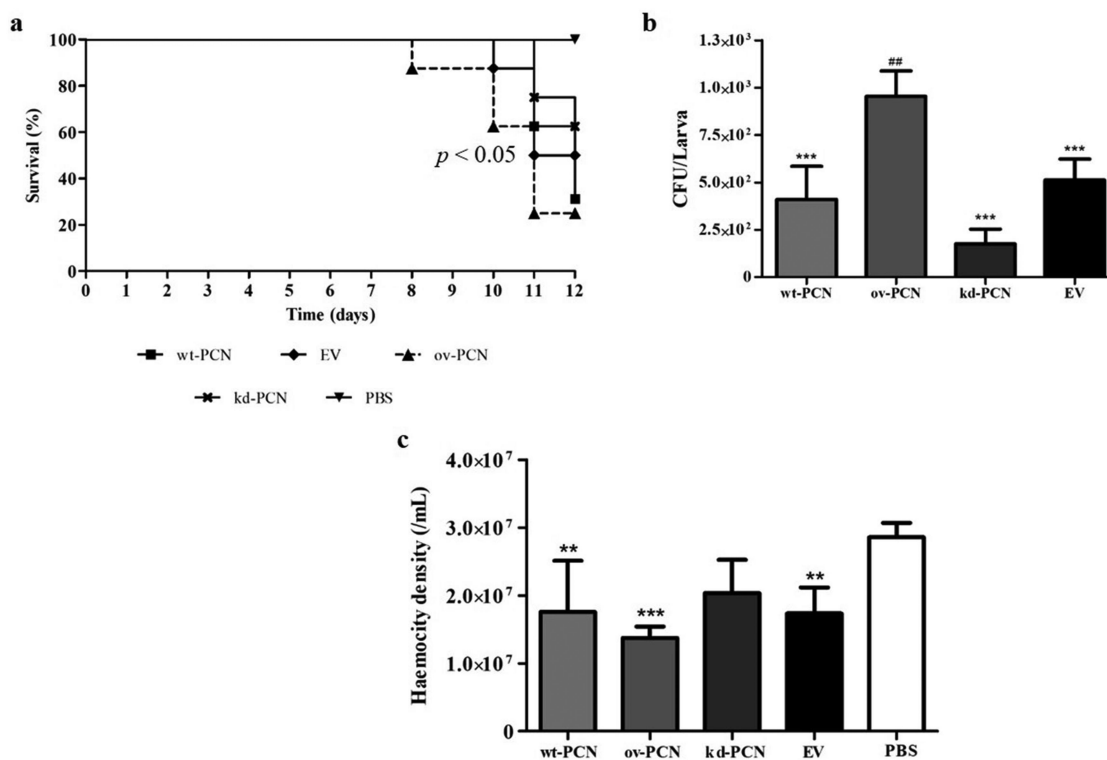 a
100
80
60
40
20
0
Survival (%)
p < 0.05
0 1 2 3 4 5 6 7 8 9 10 11 12
Time (days)
wt-PCN EV ov-PCN
kd-PCN PBS
b
1.3×10³
1.0×10³
7.5×10²
5.0×10²
2.5×10²
0
CFU/Larva
***
##
***
***
wt-PCN ov-PCN kd-PCN EV
c
4.0×10⁷
3.0×10⁷
2.0×10⁷
1.0×10⁷
0
Haemocity density (/mL)
**
***
**
wt-PCN ov-PCN kd-PCN EV PBS